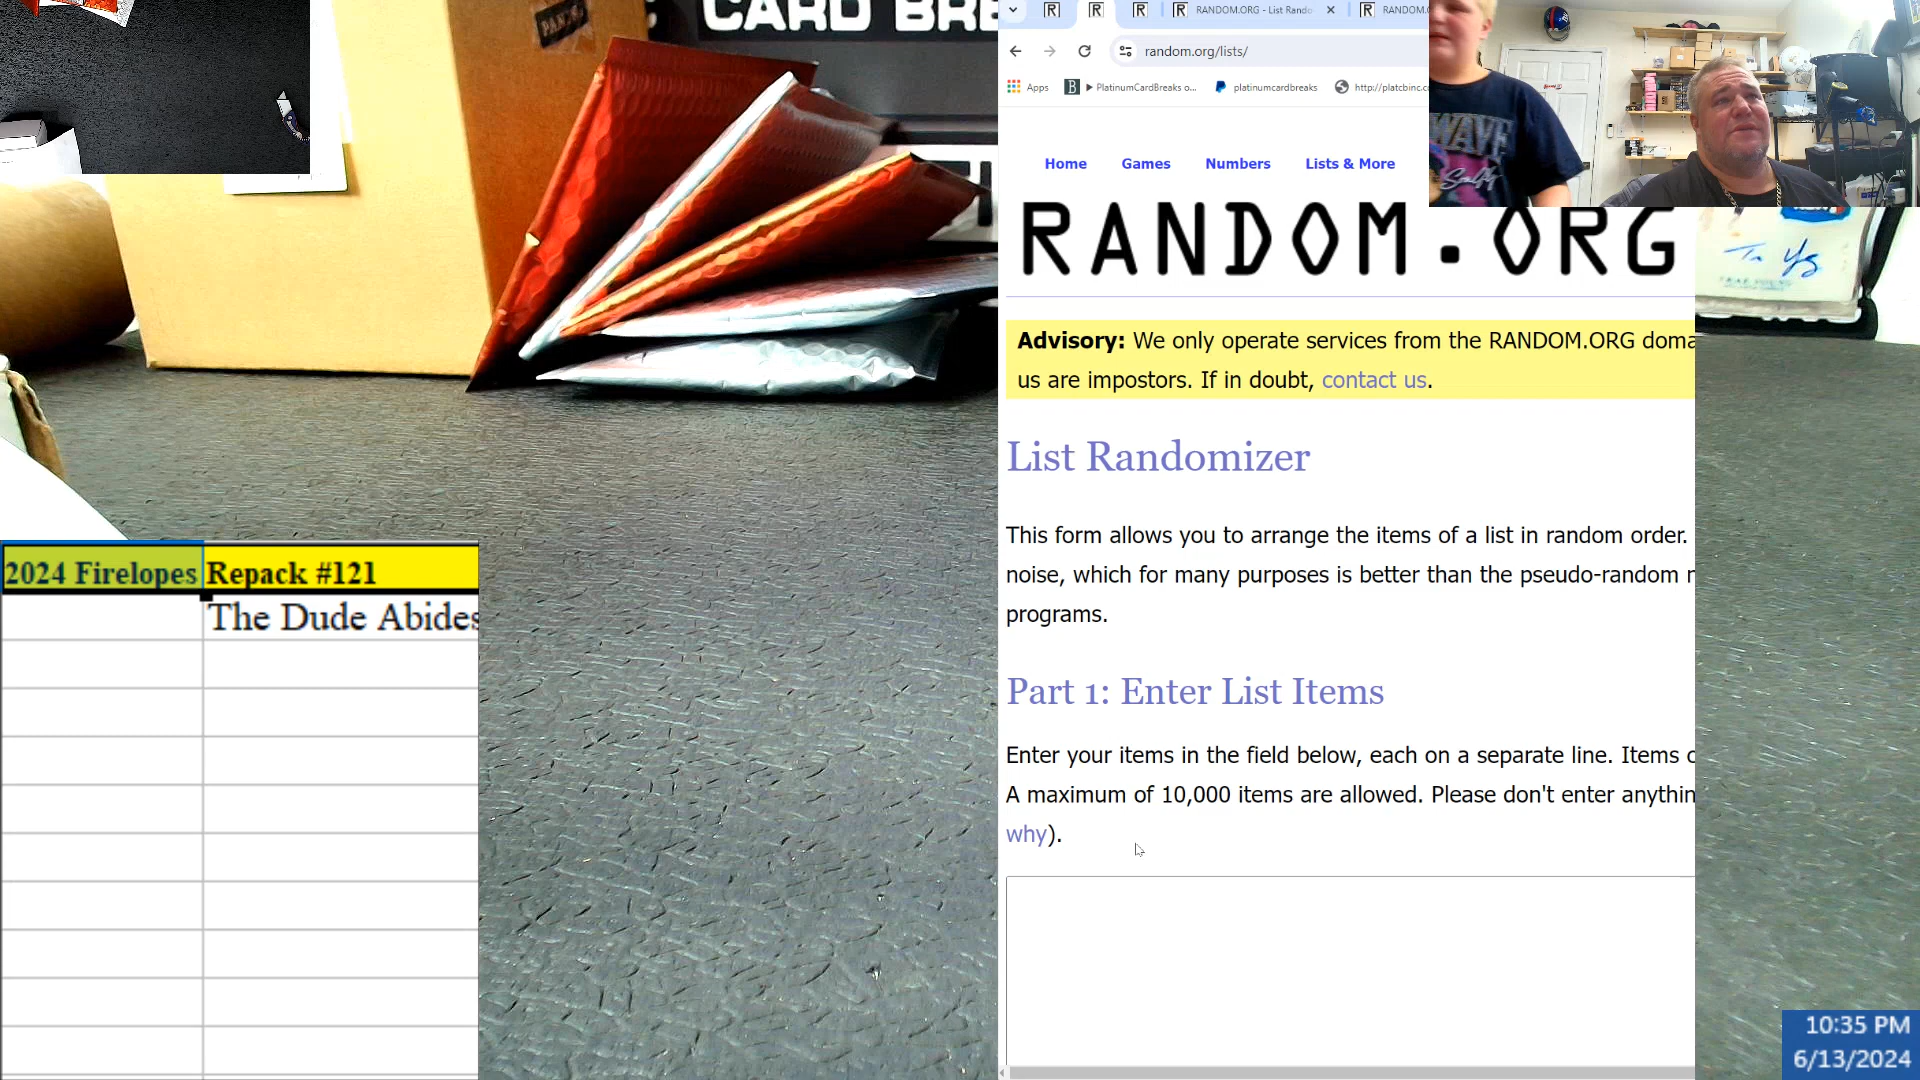 CARD BRE
RANDOM.ORG - List Rando
RANDOM.
random.org/lists/
Apps
PlatinumCardBreaks o...
platinumcardbreaks
http://platcbinc.c
Home
Games
Numbers
Lists & More
RANDOM.ORG
Advisory: We only operate services from the RANDOM.ORG doma
us are impostors. If in doubt, contact us.
List Randomizer
This form allows you to arrange the items of a list in random order.
noise, which for many purposes is better than the pseudo-random r
programs.
Part 1: Enter List Items
Enter your items in the field below, each on a separate line. Items c
A maximum of 10,000 items are allowed. Please don't enter anythin
why).
2024 Firelopes
Repack #121
The Dude Abides
WAVE
10:35 PM
6/13/2024